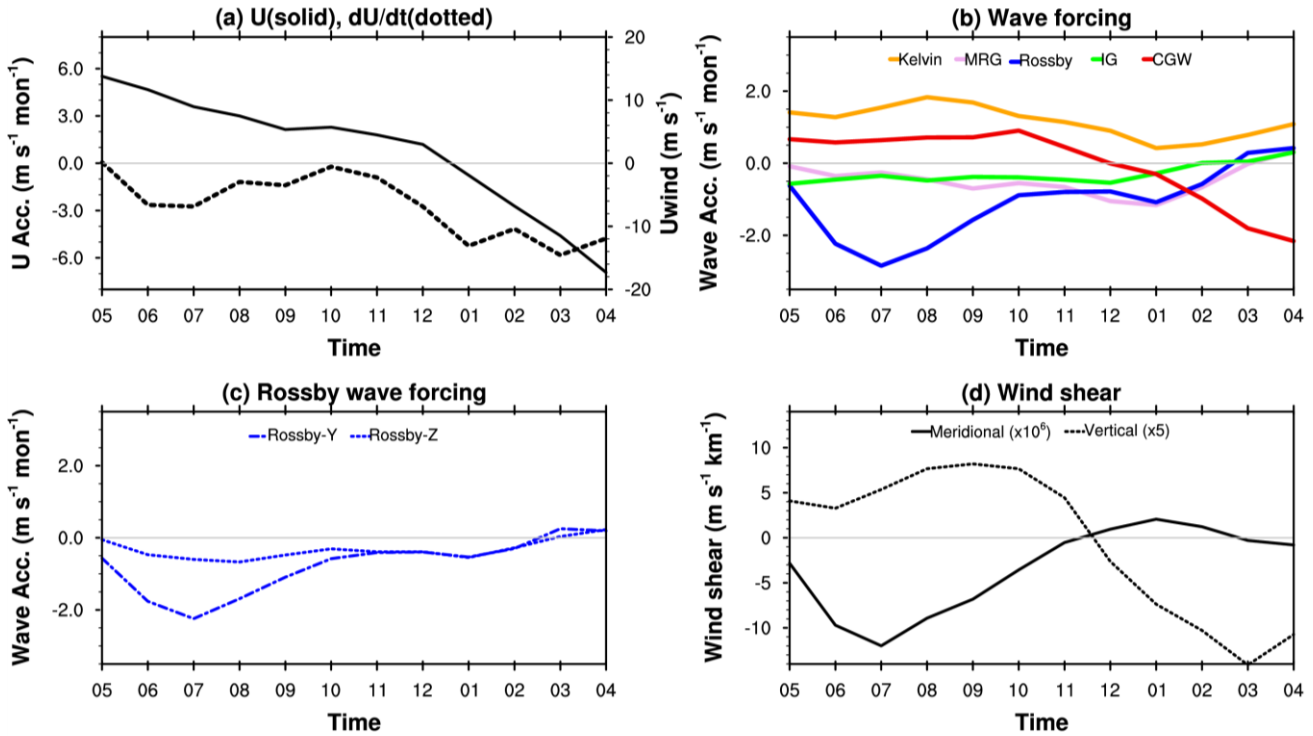 (a) U(solid), dU/dt(dotted)
U Acc. (m s⁻¹ mon⁻¹)
6.0
3.0
0.0
-3.0
-6.0
20
10
0
-10
-20
Uwind (m s⁻¹)
05 06 07 08 09 10 11 12 01 02 03 04
Time
(b) Wave forcing
Kelvin MRG Rossby IG CGW
Wave Acc. (m s⁻¹ mon⁻¹)
2.0
0.0
-2.0
05 06 07 08 09 10 11 12 01 02 03 04
Time
(c) Rossby wave forcing
Rossby-Y Rossby-Z
Wave Acc. (m s⁻¹ mon⁻¹)
2.0
0.0
-2.0
05 06 07 08 09 10 11 12 01 02 03 04
Time
(d) Wind shear
Meridional (x10⁶) Vertical (x5)
Wind shear (m s⁻¹ km⁻¹)
10
5
0
-5
-10
05 06 07 08 09 10 11 12 01 02 03 04
Time